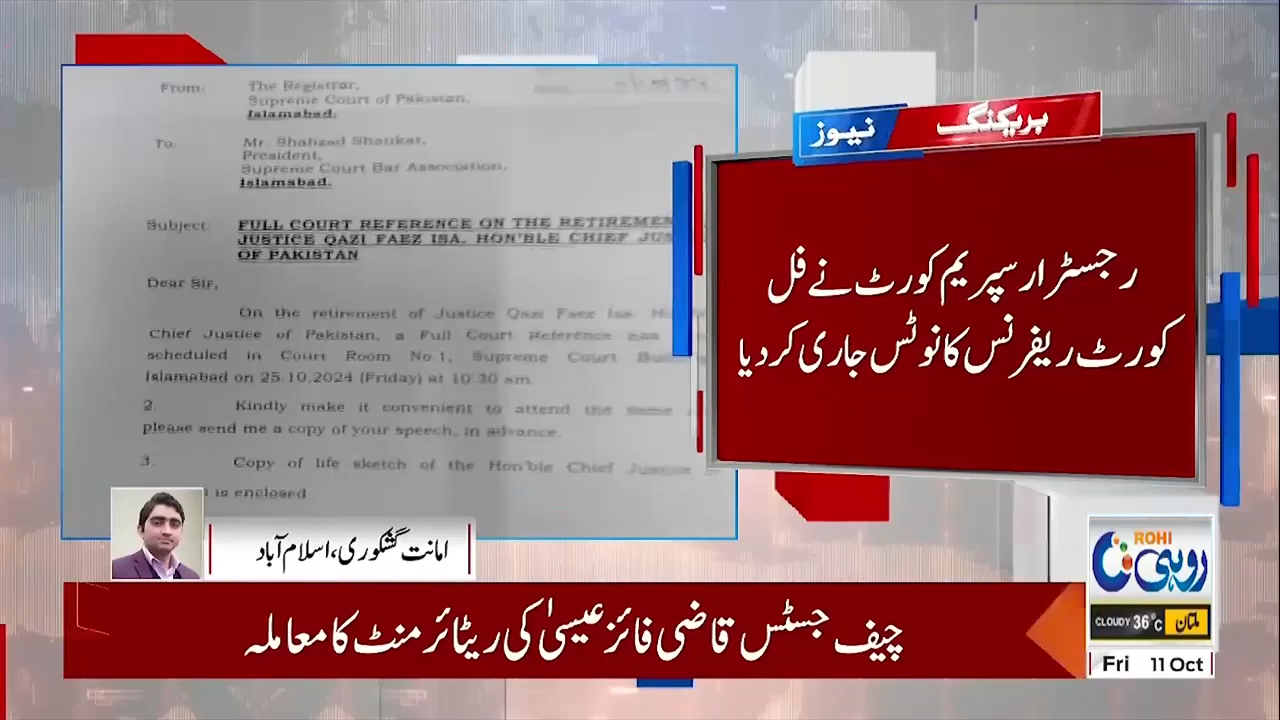 From: The Registrar,
Supreme Court of Pakistan,
Islamabad.
To: Mr. Shahzad Shaukat,
President,
Supreme Court Bar Association,
Islamabad.
Subject: FULL COURT REFERENCE ON THE
JUSTICE QAZI FAEZ ISA, HON'BLE CHIEF
OF PAKISTAN
Dear Sir,
On the retirement of Justice Qazi Faez Isa,
Chief Justice of Pakistan, a Full Court Reference has
scheduled in Court Room No.1, Supreme Court
Islamabad on 25.10.2024 (Friday) at 10:30 am
2. Kindly make it convenient to attend the same
please send me a copy of your speech, in advance.
3. Copy of life sketch of the Hon'ble Chief Justice
is enclosed
بریکنگ نیوز
رجسٹرار سپریم کورٹ نے فل
کورٹ ریفرنس کا نوٹس جاری کر دیا
امانت گشکوری، اسلام آباد
چیف جسٹس قاضی فائز عیسیٰ کی ریٹائرمنٹ کا معاملہ
ROHI
روہی
CLOUDY 36°C ملتان
Fri 11 Oct